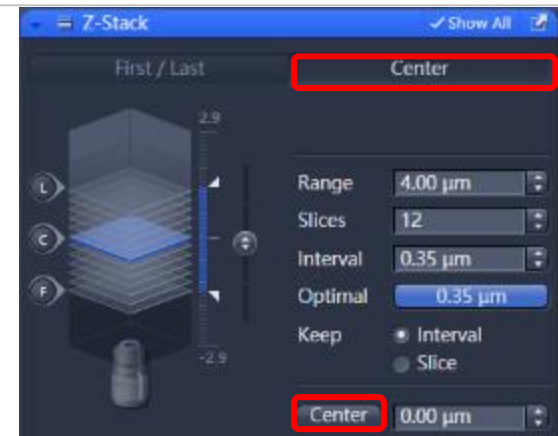 Z-Stack Show All
First / Last Center
2.9
L
Range 4.00 µm
Slices 12
C
Interval 0.35 µm
F
Optimal 0.35 µm
Keep Interval
-2.9
Slice
Center 0.00 µm